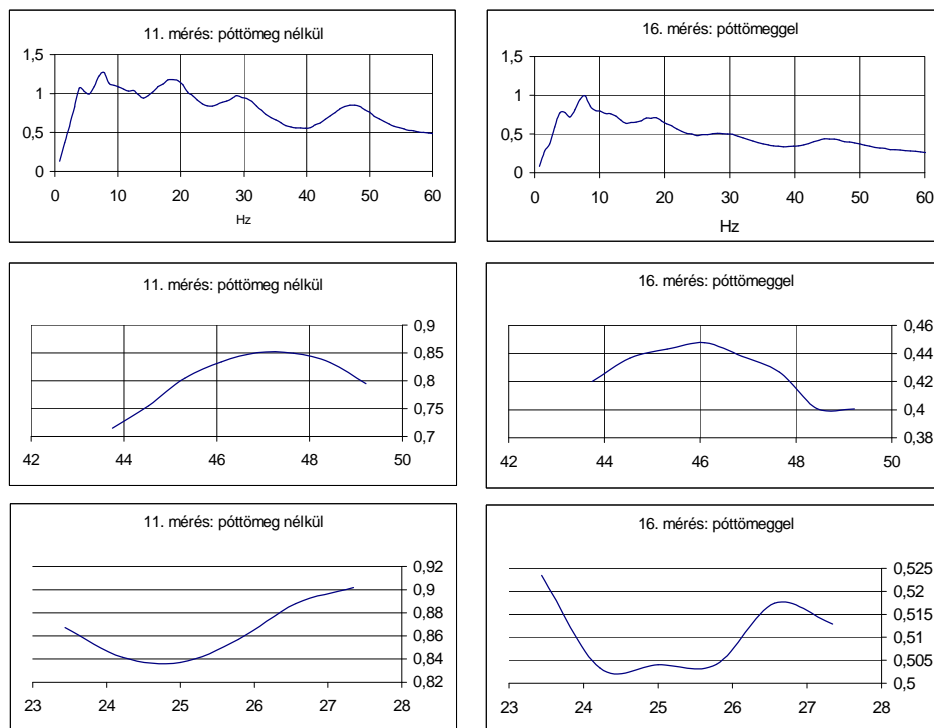 11. mérés: póttömeg nélkül
1,5
1
0,5
0
0 10 20 30 40 50 60
Hz
16. mérés: póttömeggel
1,5
1
0,5
0
0 10 20 30 40 50 60
Hz
11. mérés: póttömeg nélkül
0,9
0,85
0,8
0,75
0,7
42 44 46 48 50
16. mérés: póttömeggel
0,46
0,44
0,42
0,4
0,38
42 44 46 48 50
11. mérés: póttömeg nélkül
0,92
0,9
0,88
0,86
0,84
0,82
23 24 25 26 27 28
16. mérés: póttömeggel
0,525
0,52
0,515
0,51
0,505
0,5
23 24 25 26 27 28